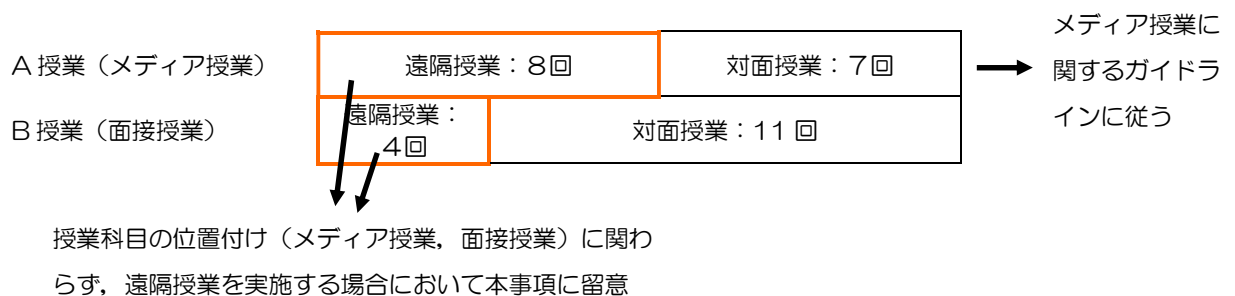 メディア授業に
関するガイドラ
インに従う
A 授業（メディア授業）
遠隔授業：８回
対面授業：７回
B 授業（面接授業）
遠隔授業：
４回
対面授業：11 回
授業科目の位置付け（メディア授業，面接授業）に関わ
らず，遠隔授業を実施する場合において本事項に留意